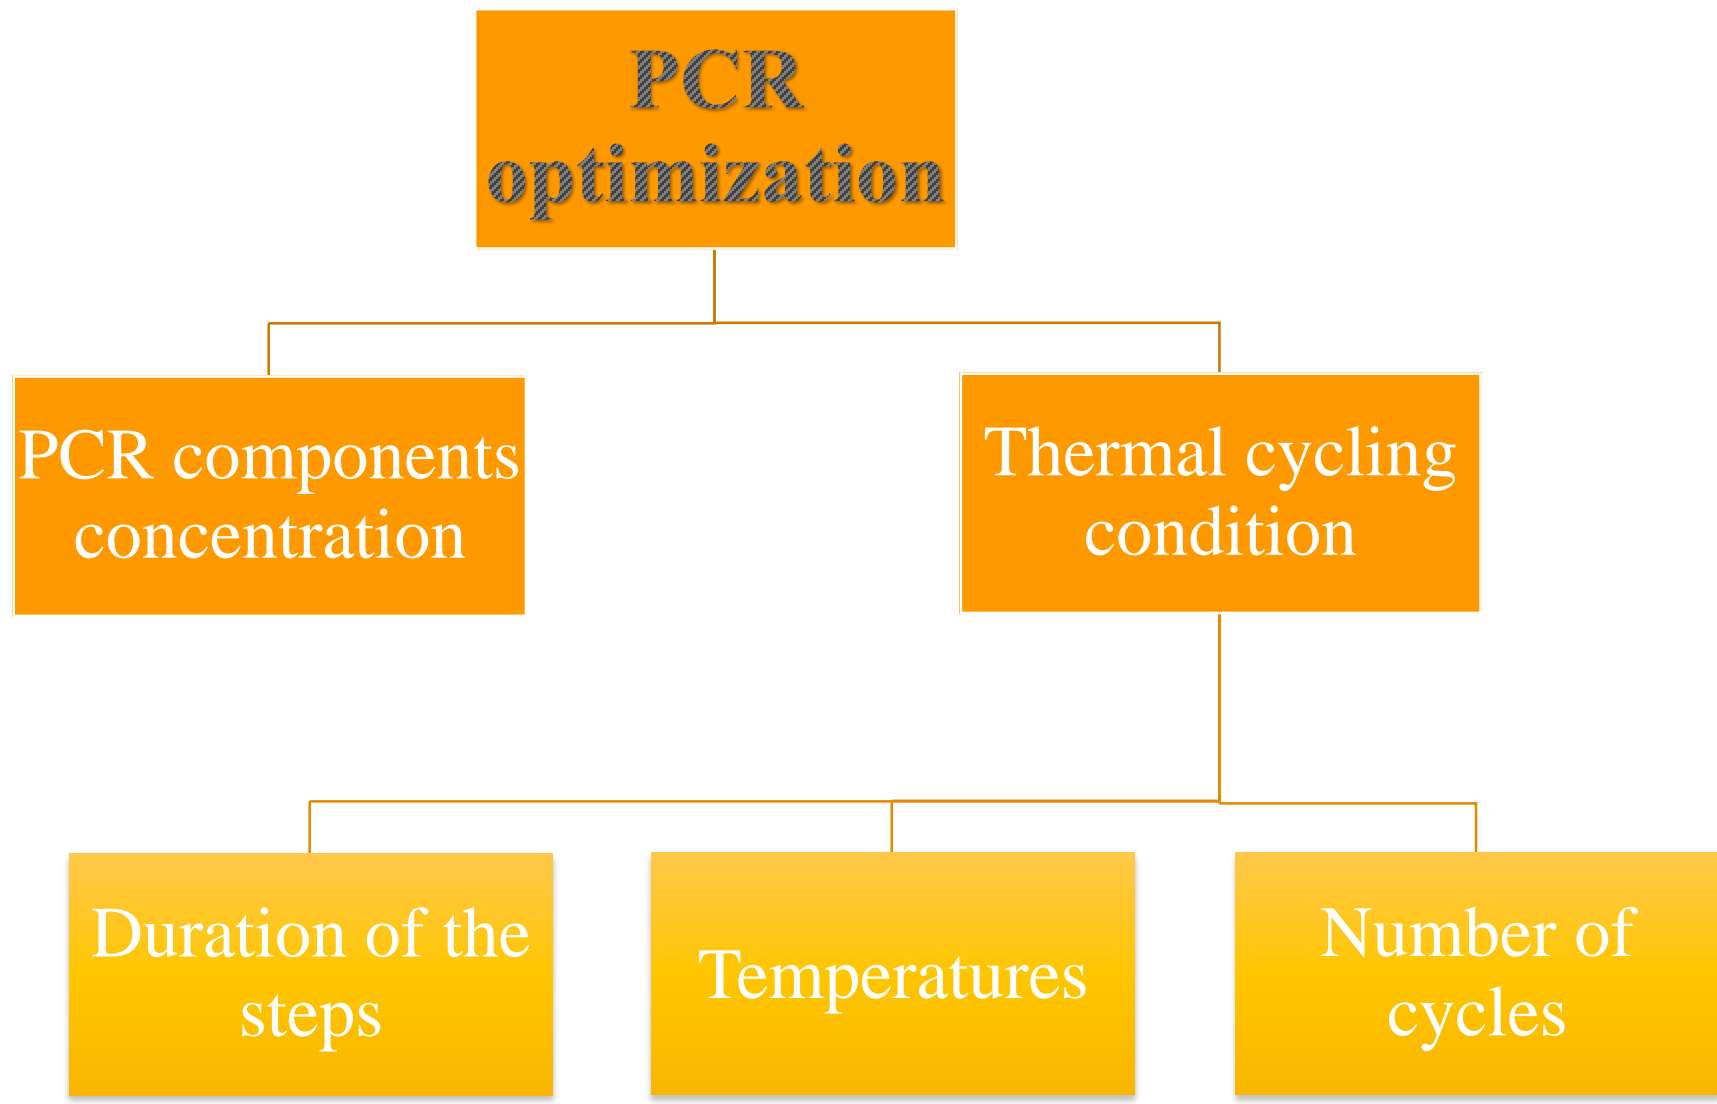 PCR
optimization
PCR components
concentration
Thermal cycling
condition
Duration of the
steps
Temperatures
Number of
cycles